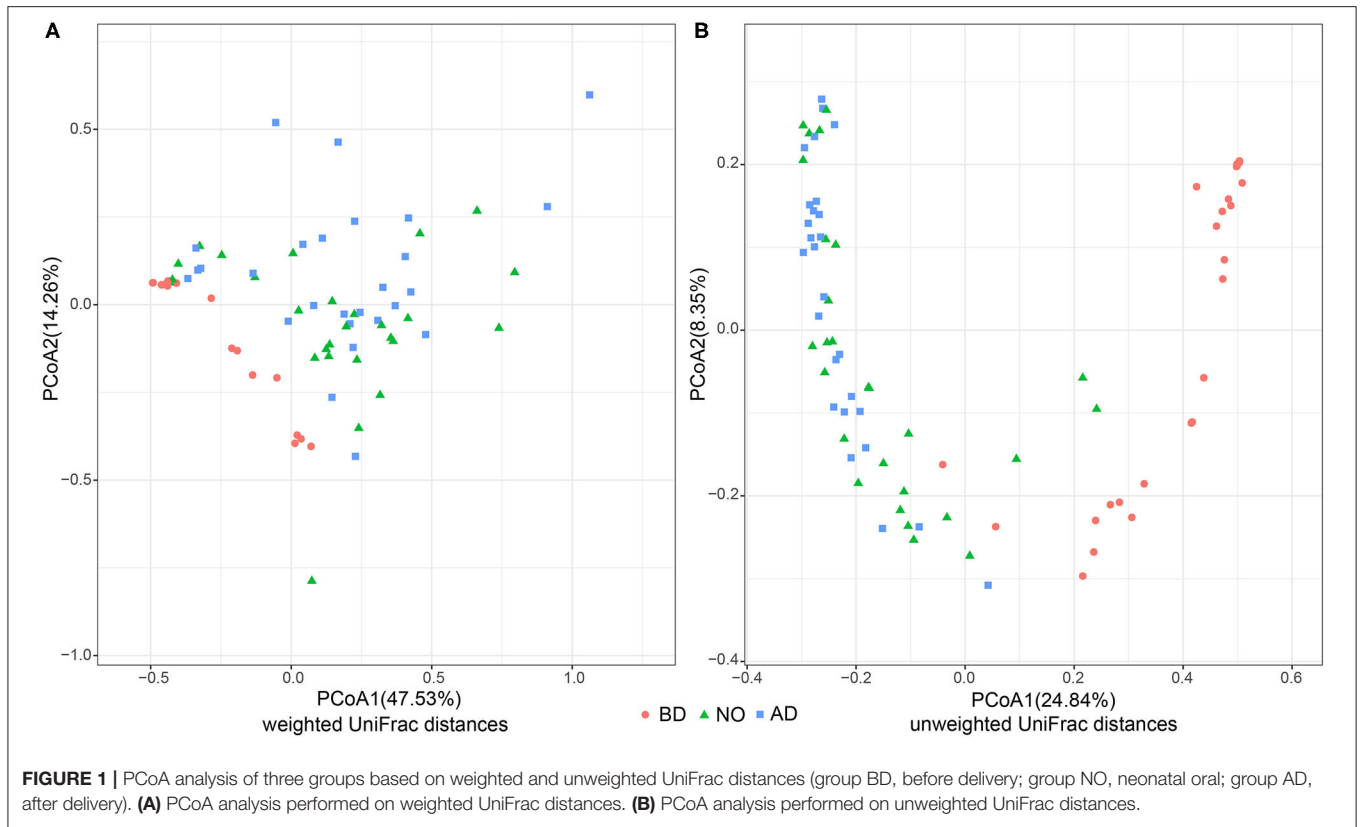 A
B
PCoA2(14.26%)
0.5
0.0
−0.5
−1.0
−0.5
0.0
0.5
1.0
PCoA1(47.53%)
weighted UniFrac distances
PCoA2(8.35%)
0.2
0.0
−0.2
−0.4
−0.4
−0.2
0.0
0.2
0.4
0.6
PCoA1(24.84%)
unweighted UniFrac distances
BD NO AD
FIGURE 1 | PCoA analysis of three groups based on weighted and unweighted UniFrac distances (group BD, before delivery; group NO, neonatal oral; group AD,
after delivery). (A) PCoA analysis performed on weighted UniFrac distances. (B) PCoA analysis performed on unweighted UniFrac distances.